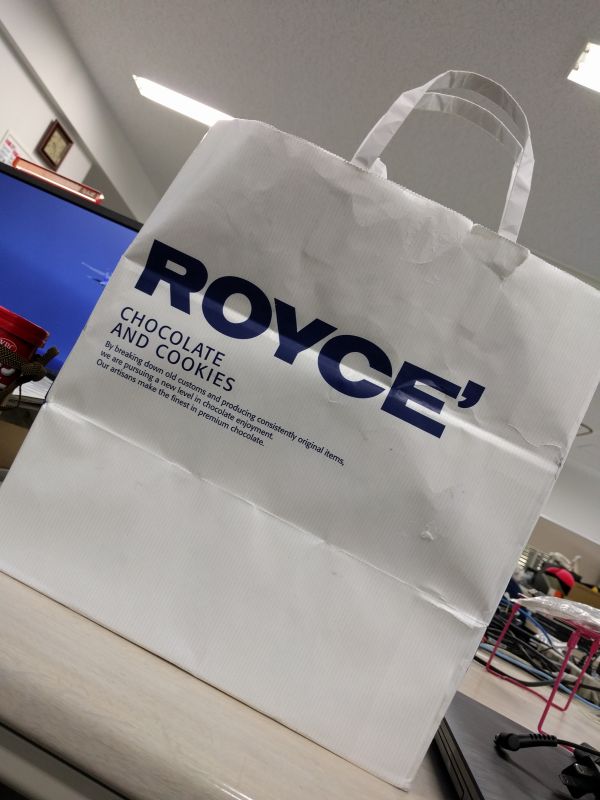 ROYCE'
CHOCOLATE
AND COOKIES
By breaking down old customs and producing consistently original items,
we are pursuing a new level in chocolate enjoyment.
Our artisans make the finest in premium chocolate.